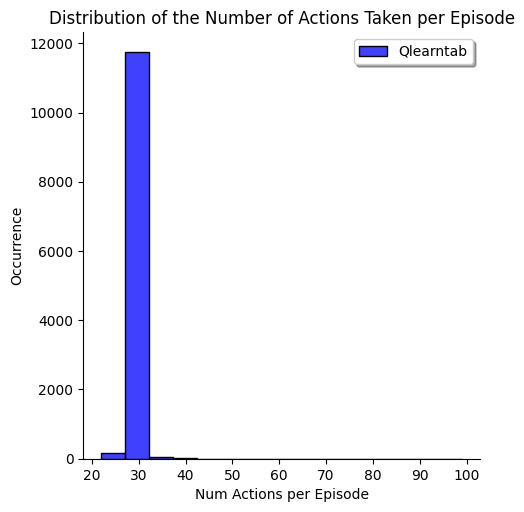 Distribution of the Number of Actions Taken per Episode
Qlearntab
12000
10000
8000
6000
4000
2000
0
Occurrence
20 30 40 50 60 70 80 90 100
Num Actions per Episode